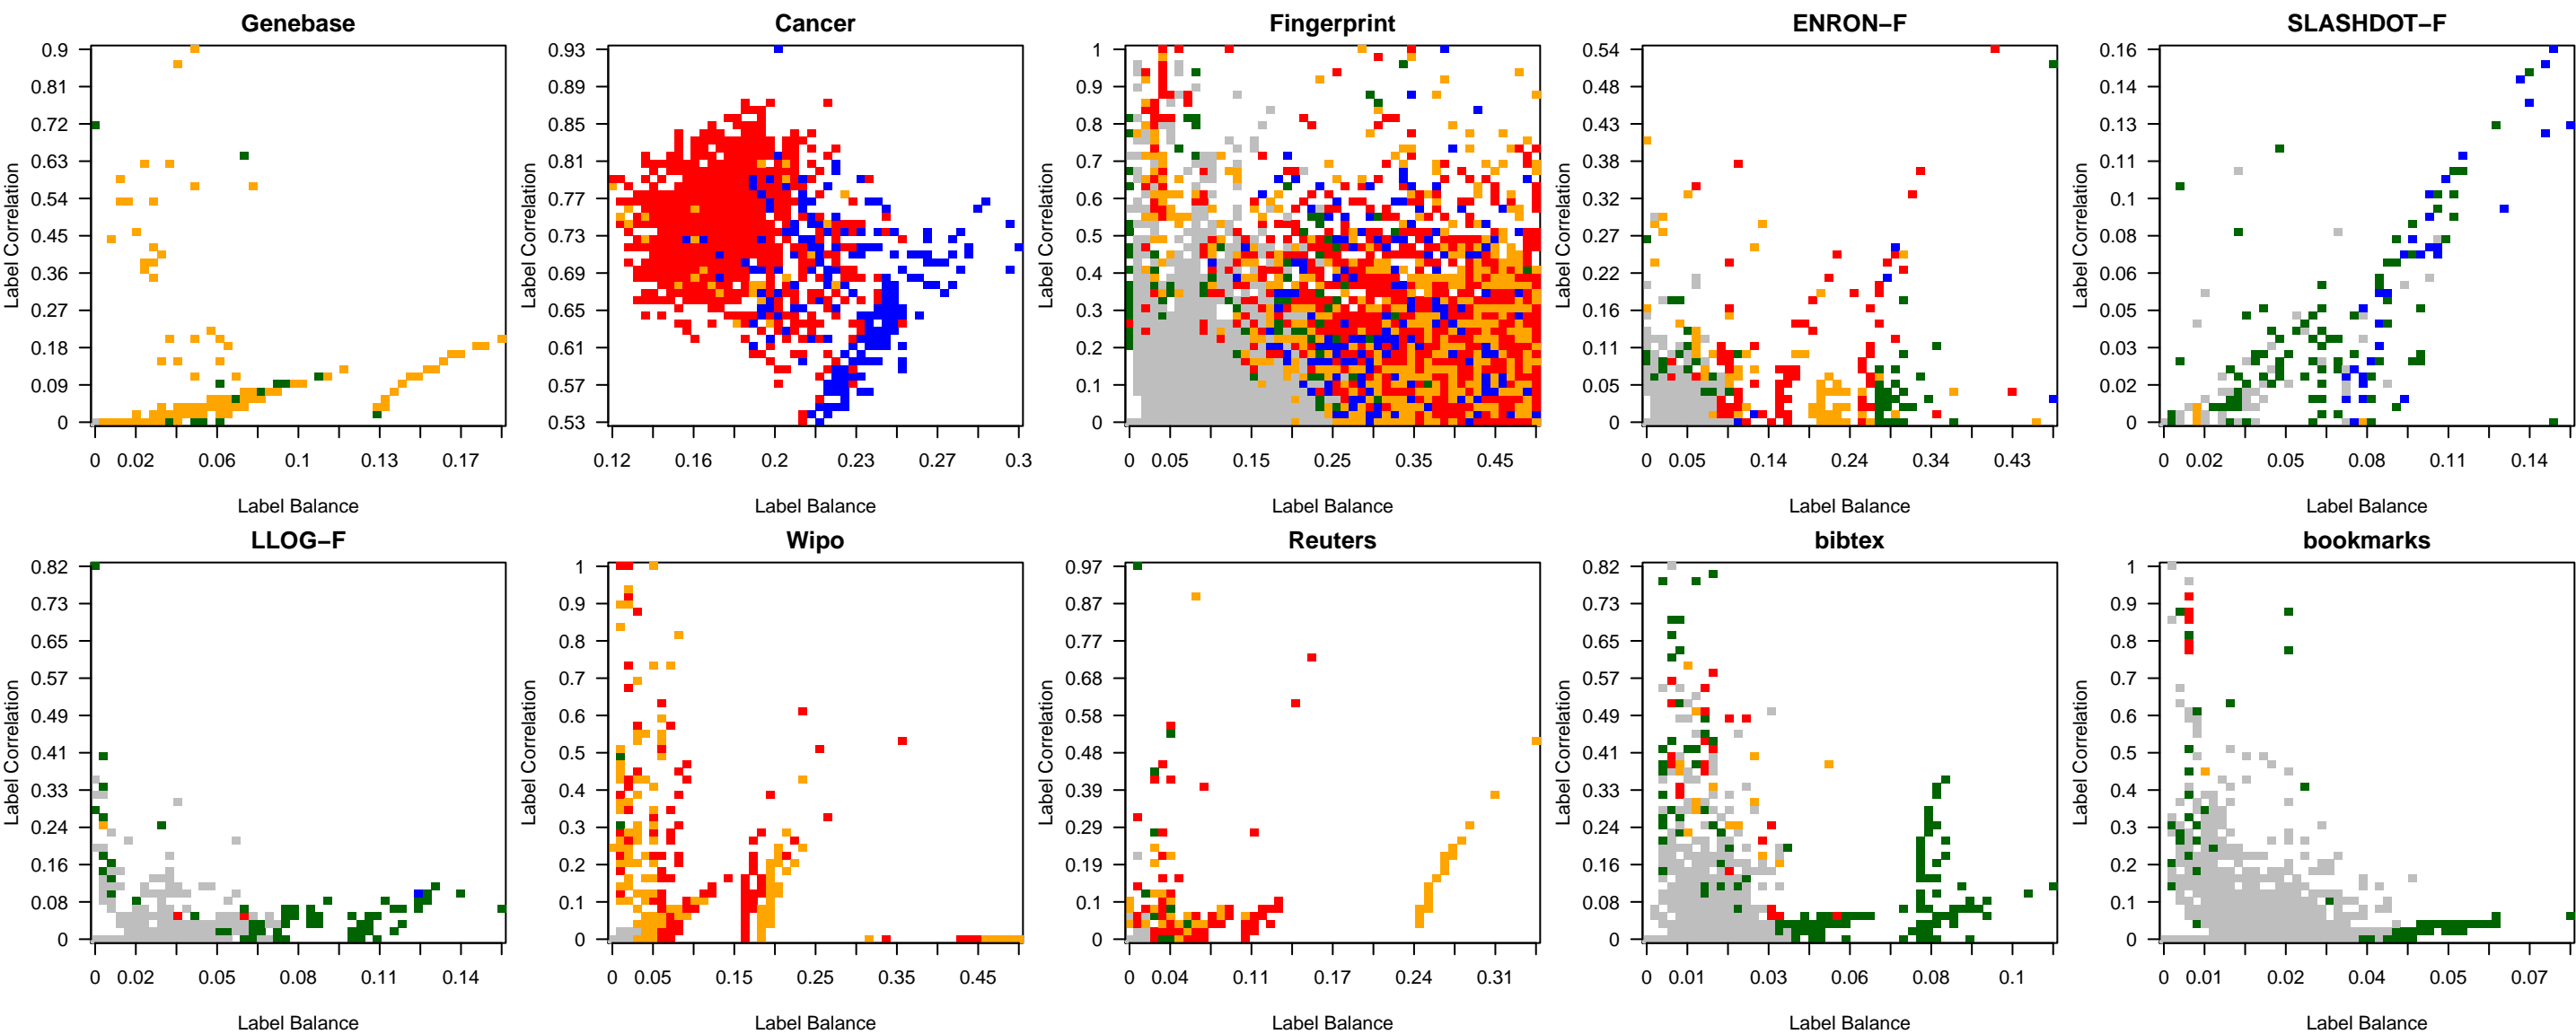 Genebase
Label Correlation
0.9
0.81
0.72
0.63
0.54
0.45
0.36
0.27
0.18
0.09
0
0 0.02 0.06 0.1 0.13 0.17
Label Balance
Cancer
Label Correlation
0.93
0.89
0.85
0.81
0.77
0.73
0.69
0.65
0.61
0.57
0.53
0.12 0.16 0.2 0.23 0.27 0.3
Label Balance
Fingerprint
Label Correlation
1
0.9
0.8
0.7
0.6
0.5
0.4
0.3
0.2
0.1
0
0 0.05 0.15 0.25 0.35 0.45
Label Balance
ENRON−F
Label Correlation
0.54
0.48
0.43
0.38
0.32
0.27
0.22
0.16
0.11
0.05
0
0 0.05 0.14 0.24 0.34 0.43
Label Balance
SLASHDOT−F
Label Correlation
0.16
0.14
0.13
0.11
0.1
0.08
0.06
0.05
0.03
0.02
0
0 0.02 0.05 0.08 0.11 0.14
Label Balance
LLOG−F
Label Correlation
0.82
0.73
0.65
0.57
0.49
0.41
0.33
0.24
0.16
0.08
0
0 0.02 0.05 0.08 0.11 0.14
Label Balance
Wipo
Label Correlation
1
0.9
0.8
0.7
0.6
0.5
0.4
0.3
0.2
0.1
0
0 0.05 0.15 0.25 0.35 0.45
Label Balance
Reuters
Label Correlation
0.97
0.87
0.77
0.68
0.58
0.48
0.39
0.29
0.19
0.1
0
0 0.04 0.11 0.17 0.24 0.31
Label Balance
bibtex
Label Correlation
0.82
0.73
0.65
0.57
0.49
0.41
0.33
0.24
0.16
0.08
0
0 0.01 0.03 0.06 0.08 0.1
Label Balance
bookmarks
Label Correlation
1
0.9
0.8
0.7
0.6
0.5
0.4
0.3
0.2
0.1
0
0 0.01 0.02 0.04 0.05 0.07
Label Balance